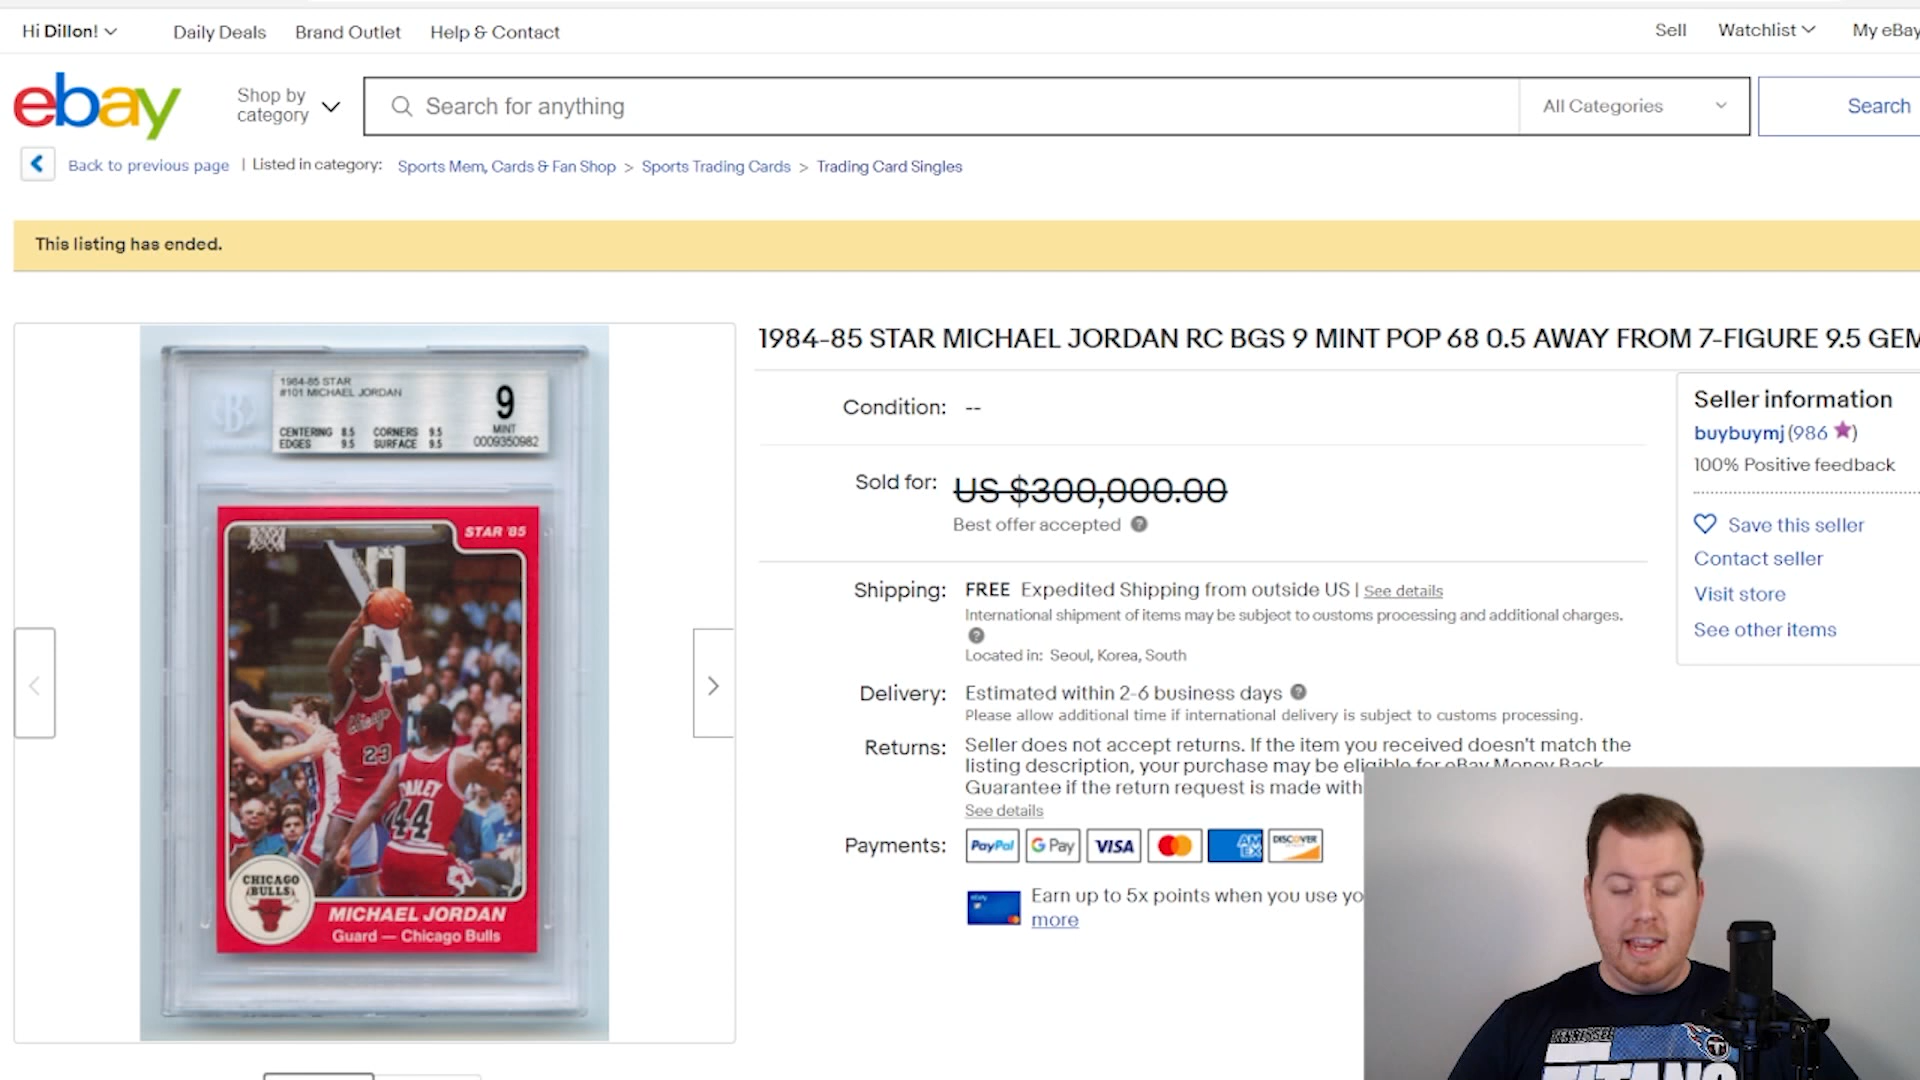 Hi Dillon!
Daily Deals
Brand Outlet
Help & Contact
Sell
Watchlist
My eBay
ebay
Shop by
category
Search for anything
All Categories
Search
Back to previous page | Listed in category: Sports Mem, Cards & Fan Shop > Sports Trading Cards > Trading Card Singles
This listing has ended.
1984-85 STAR
#101 MICHAEL JORDAN
CENTERING 8.5 CORNERS 9.5
EDGES 9.5 SURFACE 9.5
9
MINT
0009350982
STAR '85
Chicago
23
OAKLEY
44
CHICAGO
BULLS
MICHAEL JORDAN
Guard — Chicago Bulls
1984-85 STAR MICHAEL JORDAN RC BGS 9 MINT POP 68 0.5 AWAY FROM 7-FIGURE 9.5 GEM
Condition: --
Sold for: US $300,000.00
Best offer accepted
Shipping: FREE Expedited Shipping from outside US | See details
International shipment of items may be subject to customs processing and additional charges.
Located in: Seoul, Korea, South
Delivery: Estimated within 2-6 business days
Please allow additional time if international delivery is subject to customs processing.
Returns: Seller does not accept returns. If the item you received doesn't match the
listing description, your purchase may be eligible for eBay Money Back
Guarantee if the return request is made with
See details
Payments: PayPal G Pay VISA AM EX DISCOVER
Earn up to 5x points when you use yo
more
Seller information
buybuymj (986)
100% Positive feedback
Save this seller
Contact seller
Visit store
See other items
TENNESSEE
TITANS